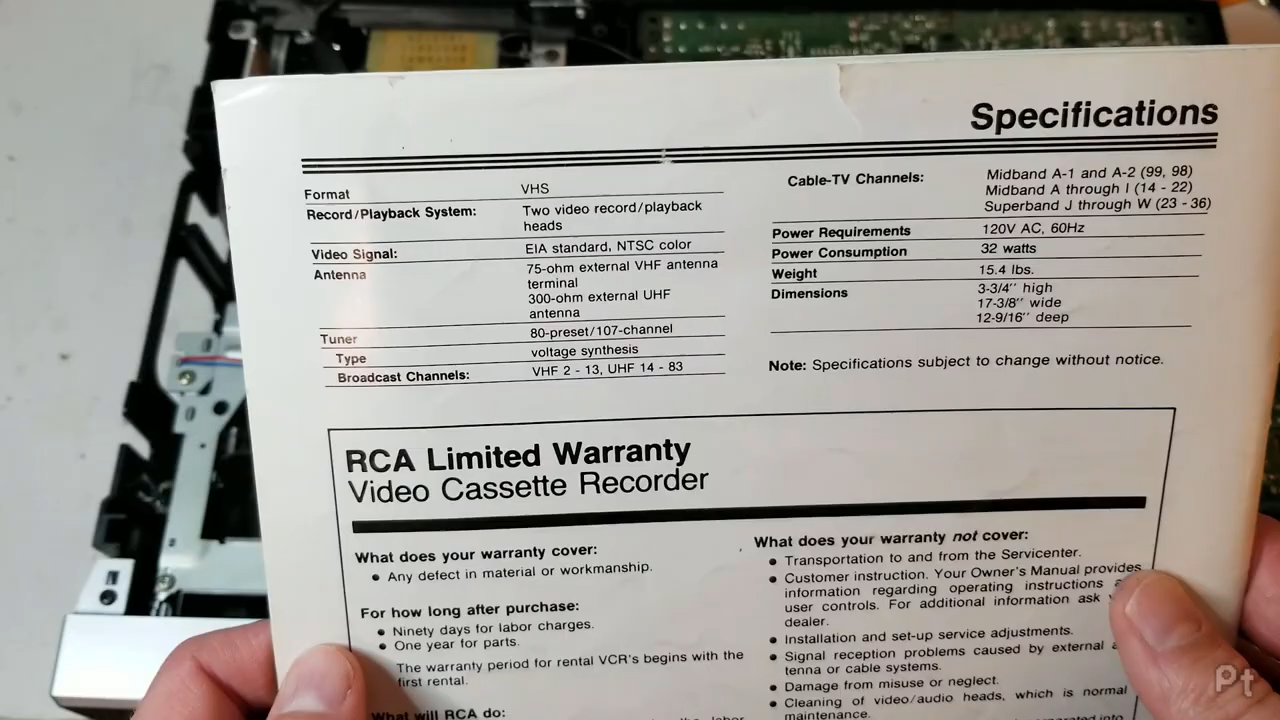 Specifications
Format VHS
Record/Playback System: Two video record/playback
heads
Video Signal: EIA standard, NTSC color
Antenna 75-ohm external VHF antenna
terminal
300-ohm external UHF
antenna
Tuner 80-preset/107-channel
Type voltage synthesis
Broadcast Channels: VHF 2 - 13, UHF 14 - 83
Cable-TV Channels: Midband A-1 and A-2 (99, 98)
Midband A through I (14 - 22)
Superband J through W (23 - 36)
Power Requirements 120V AC, 60Hz
Power Consumption 32 watts
Weight 15.4 lbs.
Dimensions 3-3/4'' high
17-3/8'' wide
12-9/16'' deep
Note: Specifications subject to change without notice.
RCA Limited Warranty
Video Cassette Recorder
What does your warranty cover:
• Any defect in material or workmanship.
For how long after purchase:
• Ninety days for labor charges.
• One year for parts.
The warranty period for rental VCR's begins with the
first rental.
What will RCA do:
labor
What does your warranty not cover:
• Transportation to and from the Servicenter.
• Customer instruction. Your Owner's Manual provides
information regarding operating instructions
user controls. For additional information ask
dealer.
• Installation and set-up service adjustments.
• Signal reception problems caused by external
tenna or cable systems.
• Damage from misuse or neglect.
• Cleaning of video/audio heads, which is normal
maintenance.
into
Pt